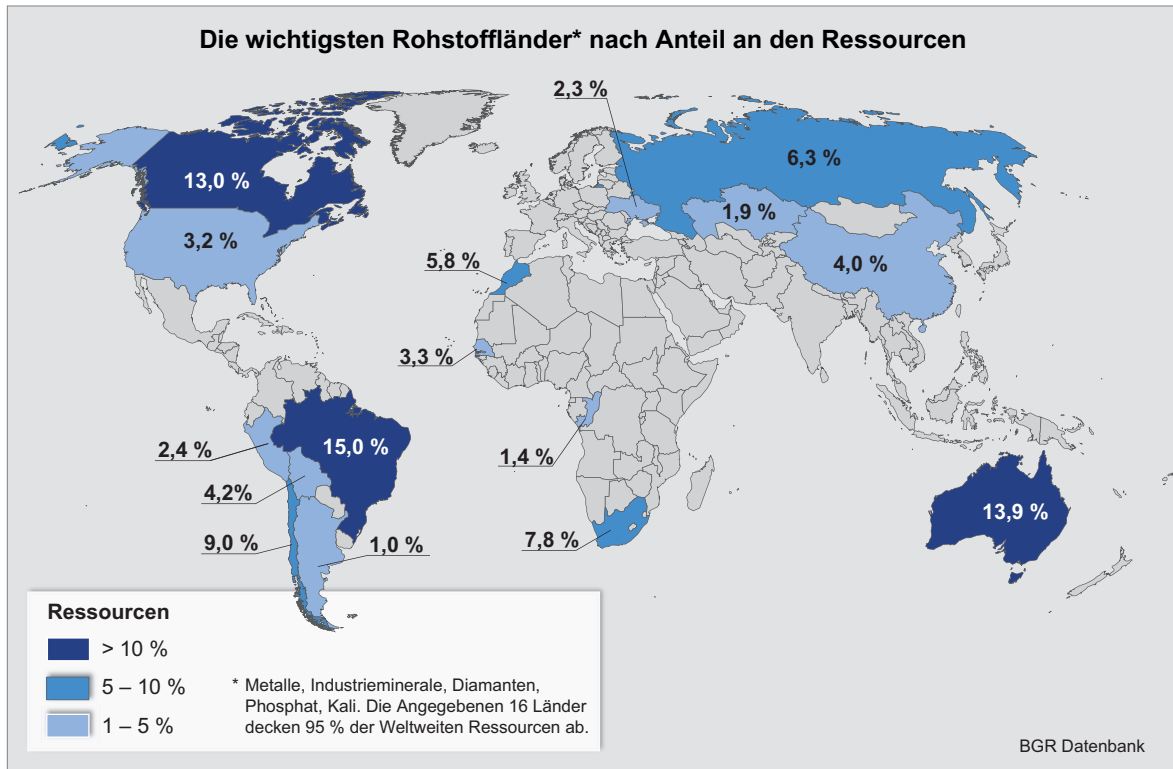 Die wichtigsten Rohstoffländer* nach Anteil an den Ressourcen
2,3 %
6,3 %
13,0 %
1,9 %
3,2 %
5,8 %
4,0 %
3,3 %
15,0 %
2,4 %
1,4 %
4,2%
13,9 %
9,0 %
1,0 %
7,8 %
Ressourcen
> 10 %
5 – 10 %
1 – 5 %
* Metalle, Industrieminerale, Diamanten,
Phosphat, Kali. Die Angegebenen 16 Länder
decken 95 % der Weltweiten Ressourcen ab.
BGR Datenbank